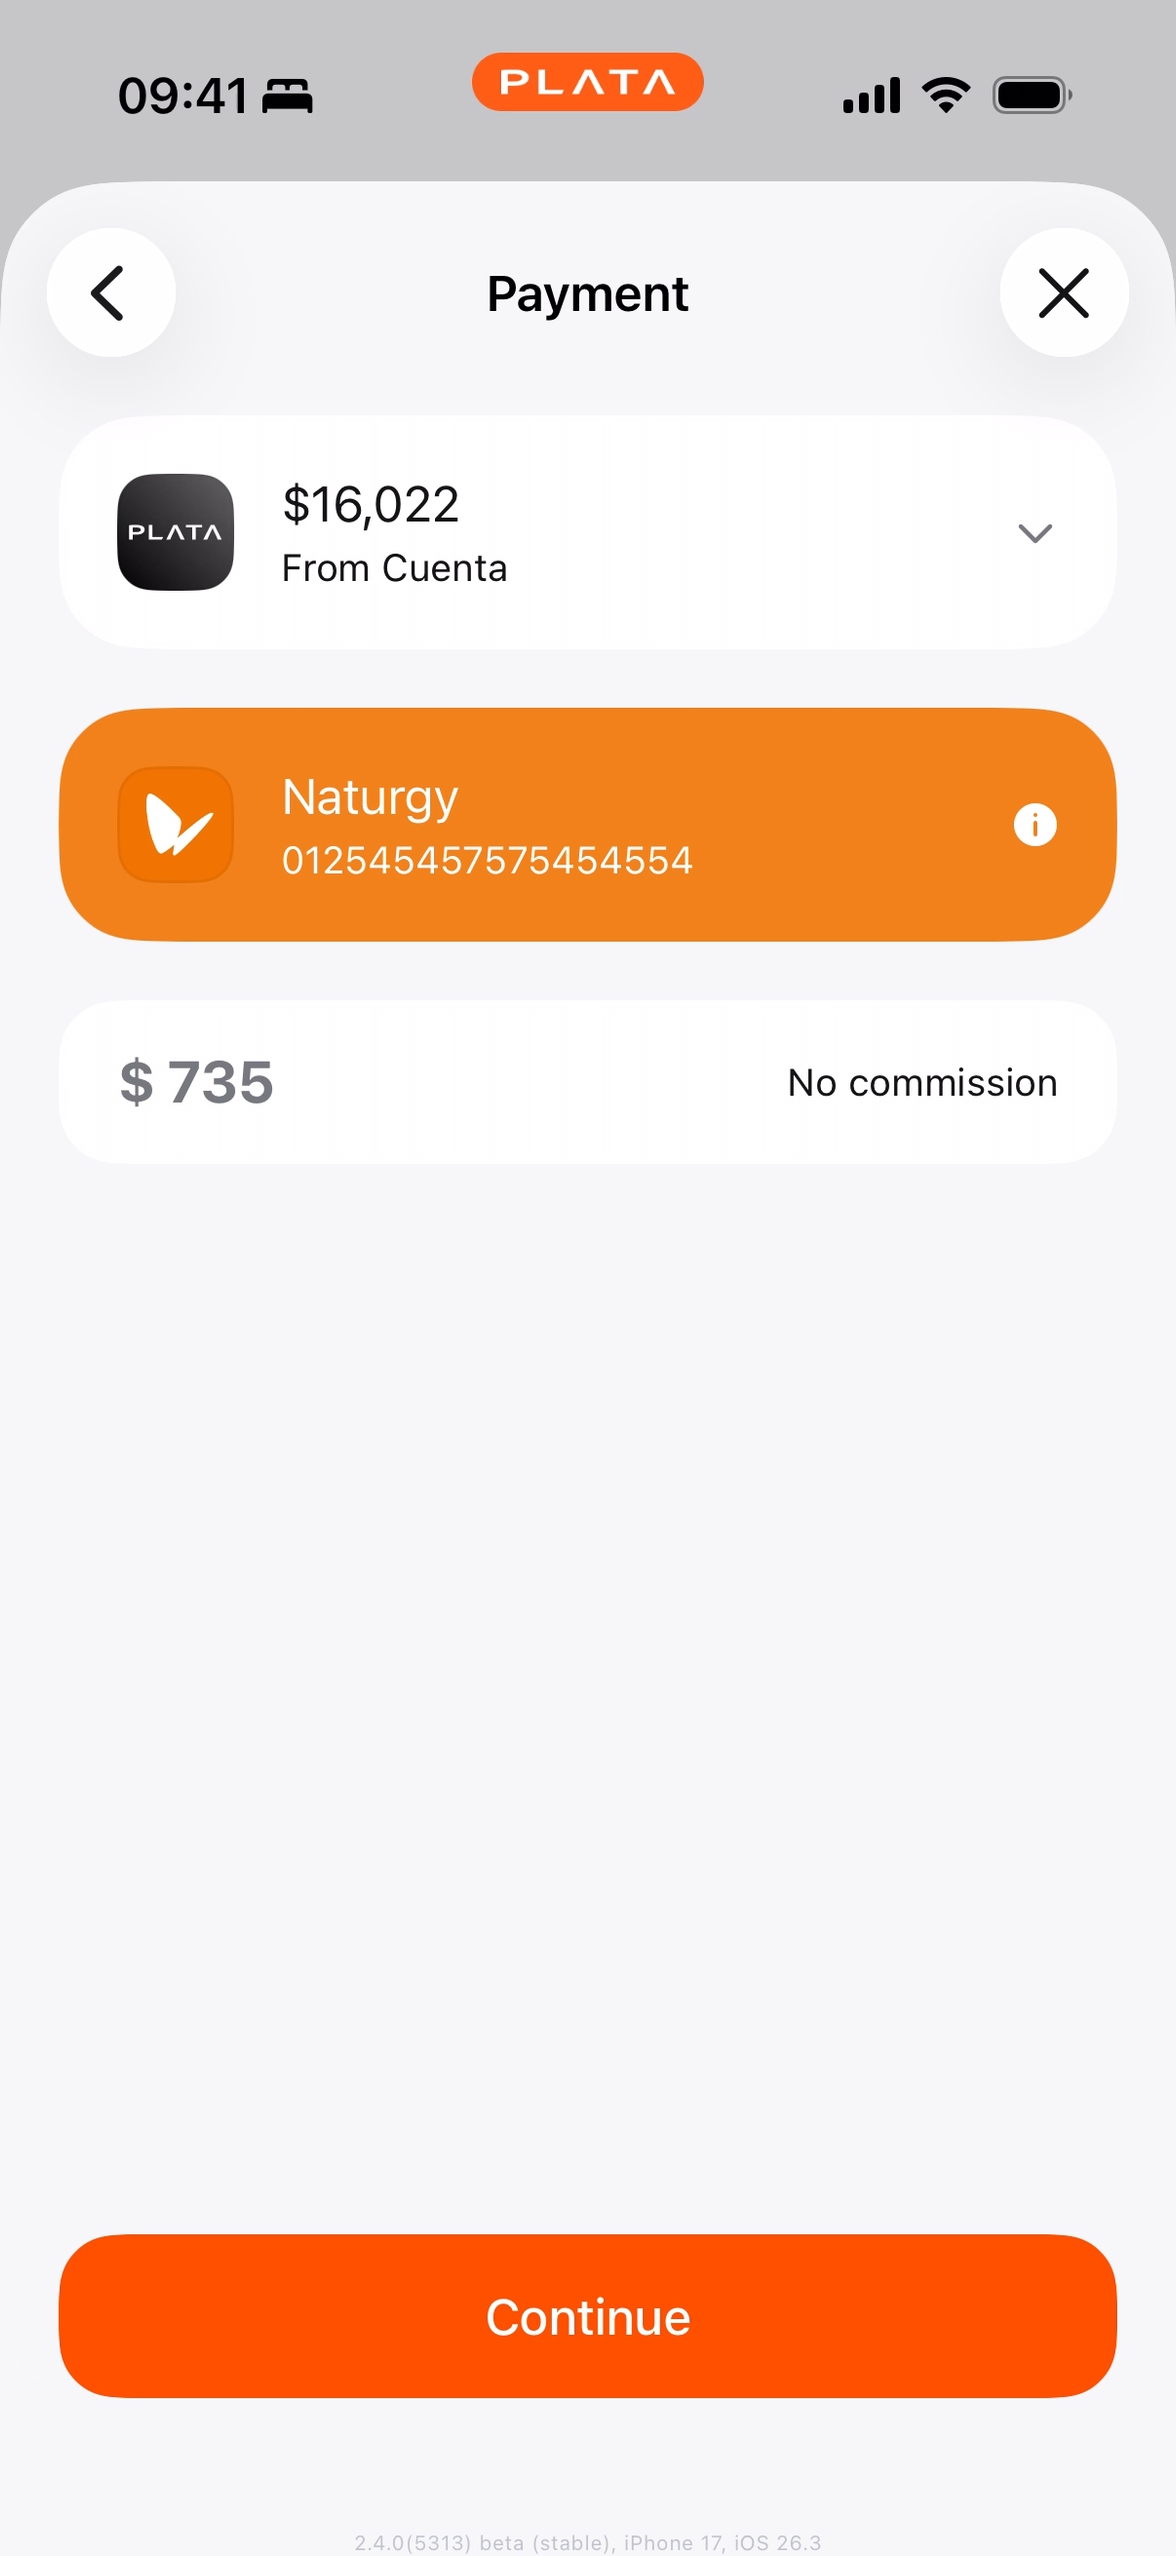 09:41
PLATA
Payment
PLATA
$16,022
From Cuenta
Naturgy
012545457575454554
$ 735
No commission
Continue
2.4.0(5313) beta (stable), iPhone 17, iOS 26.3